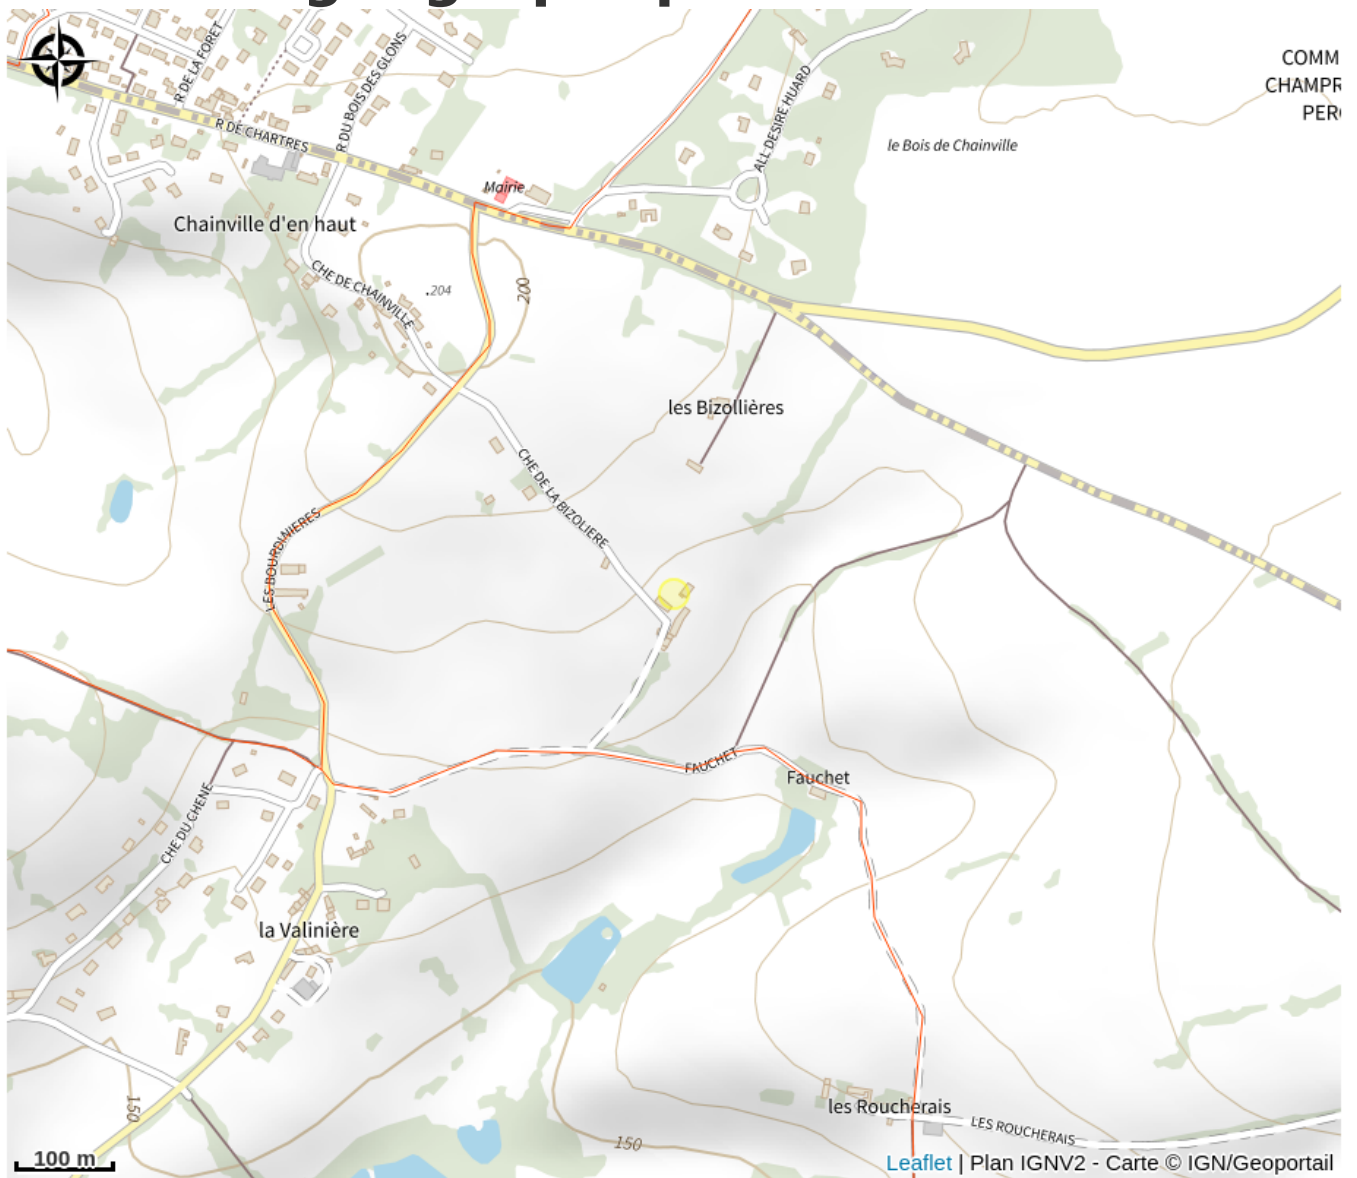 R DE LA FORET
R DU BOIS DES GLONS
R DE CHARTRES
ALL DESIRE HUARD
COMM
CHAMPR
PER
le Bois de Chainville
Mairie
Chainville d'en haut
CHE DE CHAINVILLE
.204
200
les Bizollières
CHE DE LA BIZOLIERE
LES BOURDINIERES
FAUCHET
Fauchet
CHE DU CHENE
la Valinière
150
150
les Roucherais
LES ROUCHERAIS
100 m
Leaflet | Plan IGNV2 - Carte © IGN/Geoportail